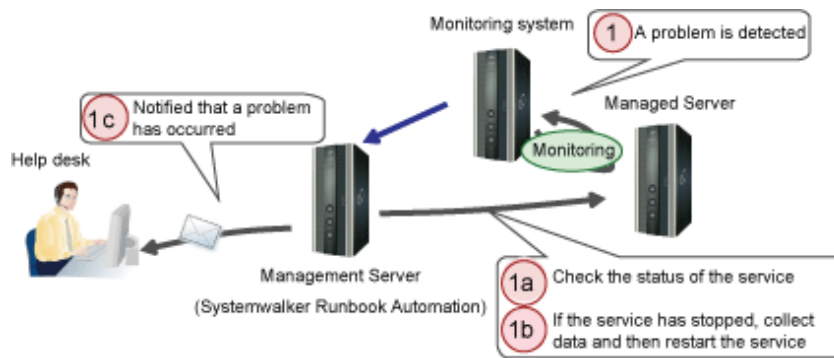 Monitoring system
1 A problem is detected
1c Notified that a problem
has occurred
Managed Server
Monitoring
Help desk
Management Server
(Systemwalker Runbook Automation)
1a Check the status of the service
1b If the service has stopped, collect
data and then restart the service